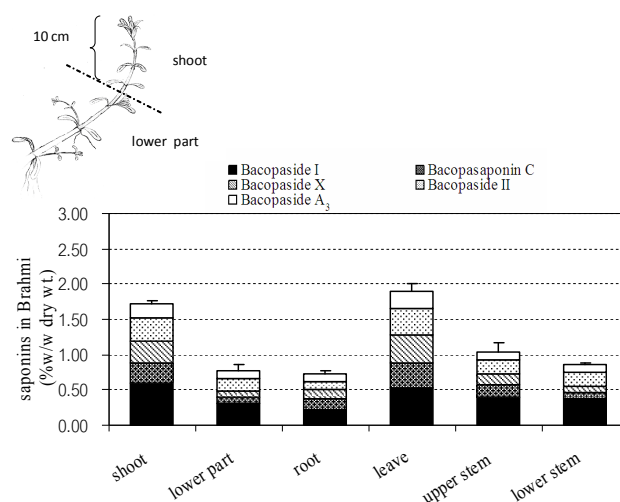 10 cm
shoot
lower part
Bacopaside I
Bacopasaponin C
Bacopaside X
Bacopaside II
Bacopaside A3
saponins in Brahmi
(%w/w dry wt.)
3.00
2.50
2.00
1.50
1.00
0.50
0.00
shoot
lower part
root
leave
upper stem
lower stem